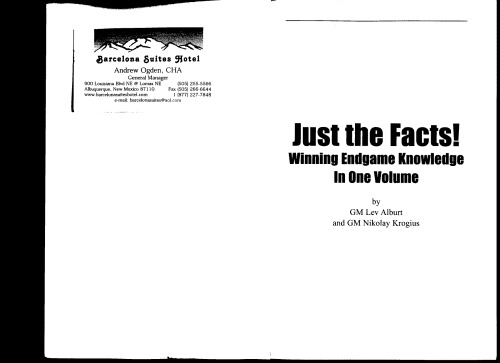 Barcelona Suites Hotel
Andrew Ogden, CHA
General Manager
900 Louisiana Blvd NE @ Lomas NE (505) 255-5566
Albuquerque, New Mexico 87110 Fax (505) 266-6644
www.barcelonasuiteshotel.com 1 (877) 227-7848
e-mail: barcelonasuites@aol.com
Just the Facts!
Winning Endgame Knowledge
In One Volume
by
GM Lev Alburt
and GM Nikolay Krogius